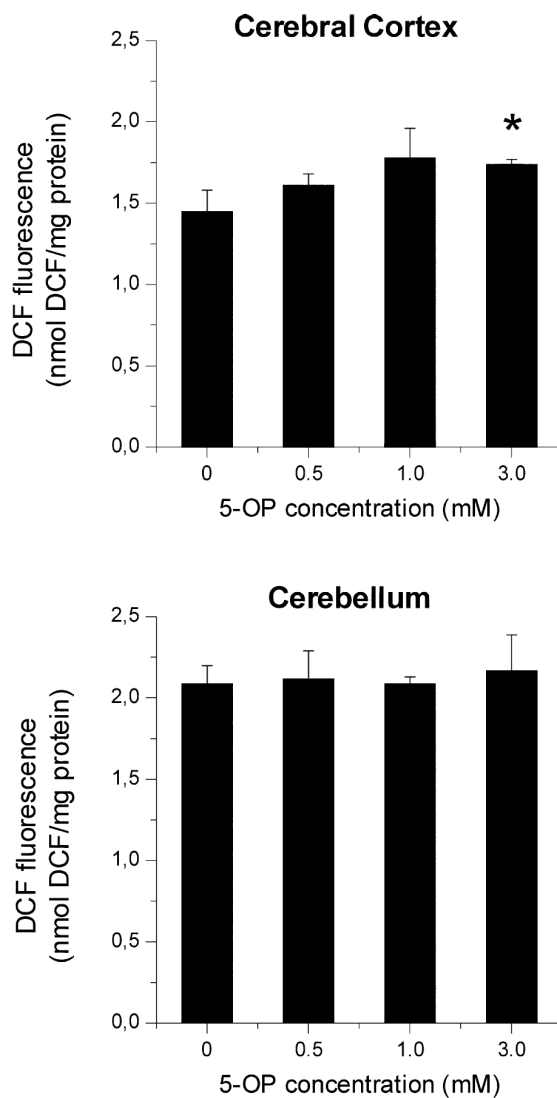 Cerebral Cortex
2,5
2,0
1,5
1,0
0,5
0,0
*
DCF fluorescence
(nmol DCF/mg protein)
0 0.5 1.0 3.0
5-OP concentration (mM)
Cerebellum
2,5
2,0
1,5
1,0
0,5
0,0
DCF fluorescence
(nmol DCF/mg protein)
0 0.5 1.0 3.0
5-OP concentration (mM)